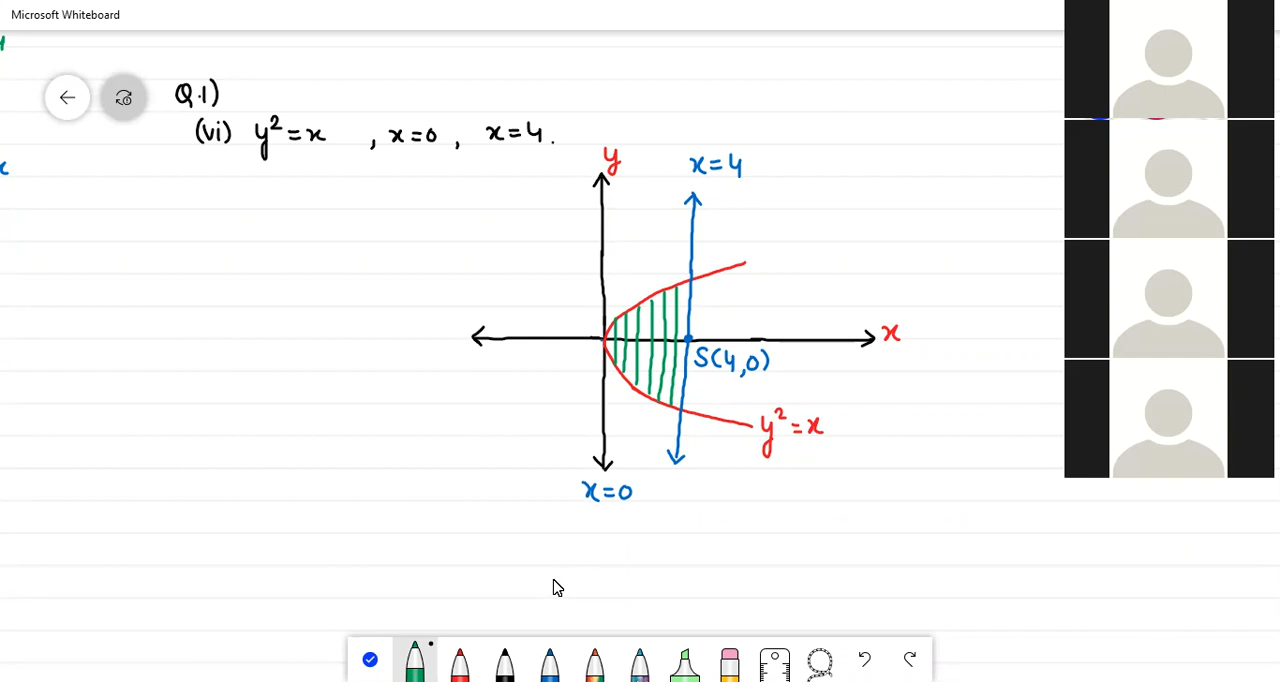 Microsoft Whiteboard
Q.1)
(vi) y² = x , x=0 , x=4.
y
x=4
x
S(4,0)
y² = x
x=0